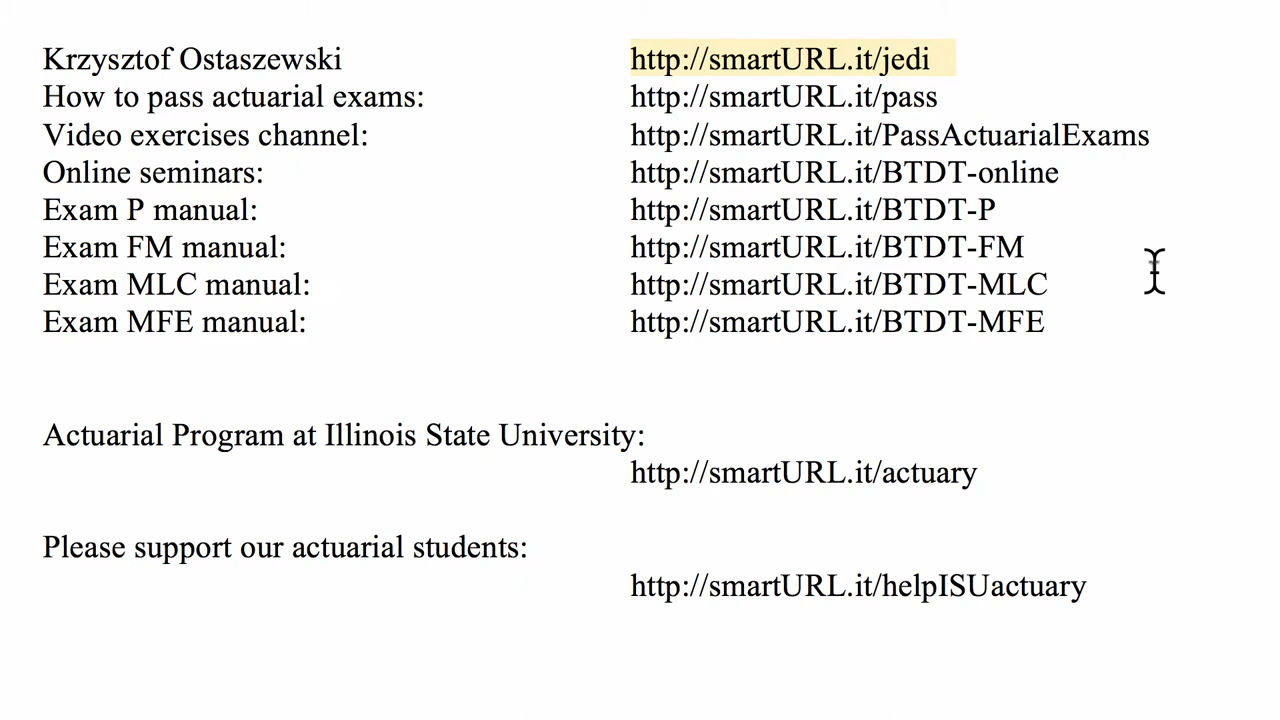 Krzysztof Ostaszewski http://smartURL.it/jedi
How to pass actuarial exams: http://smartURL.it/pass
Video exercises channel: http://smartURL.it/PassActuarialExams
Online seminars: http://smartURL.it/BTDT-online
Exam P manual: http://smartURL.it/BTDT-P
Exam FM manual: http://smartURL.it/BTDT-FM
Exam MLC manual: http://smartURL.it/BTDT-MLC
Exam MFE manual: http://smartURL.it/BTDT-MFE
Actuarial Program at Illinois State University:
http://smartURL.it/actuary
Please support our actuarial students:
http://smartURL.it/helpISUactuary